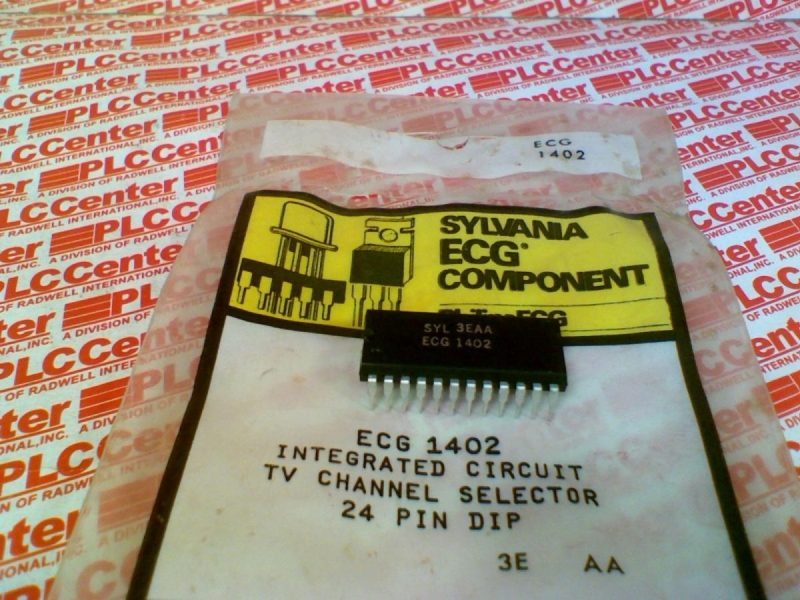 PLCCenter
A DIVISION OF RADWELL INTERNATIONAL, INC.
ECG
1402
SYLVANIA
ECG®
COMPONENT
ECG
SYL 3EAA
ECG 1402
ECG 1402
INTEGRATED CIRCUIT
TV CHANNEL SELECTOR
24 PIN DIP
3E AA